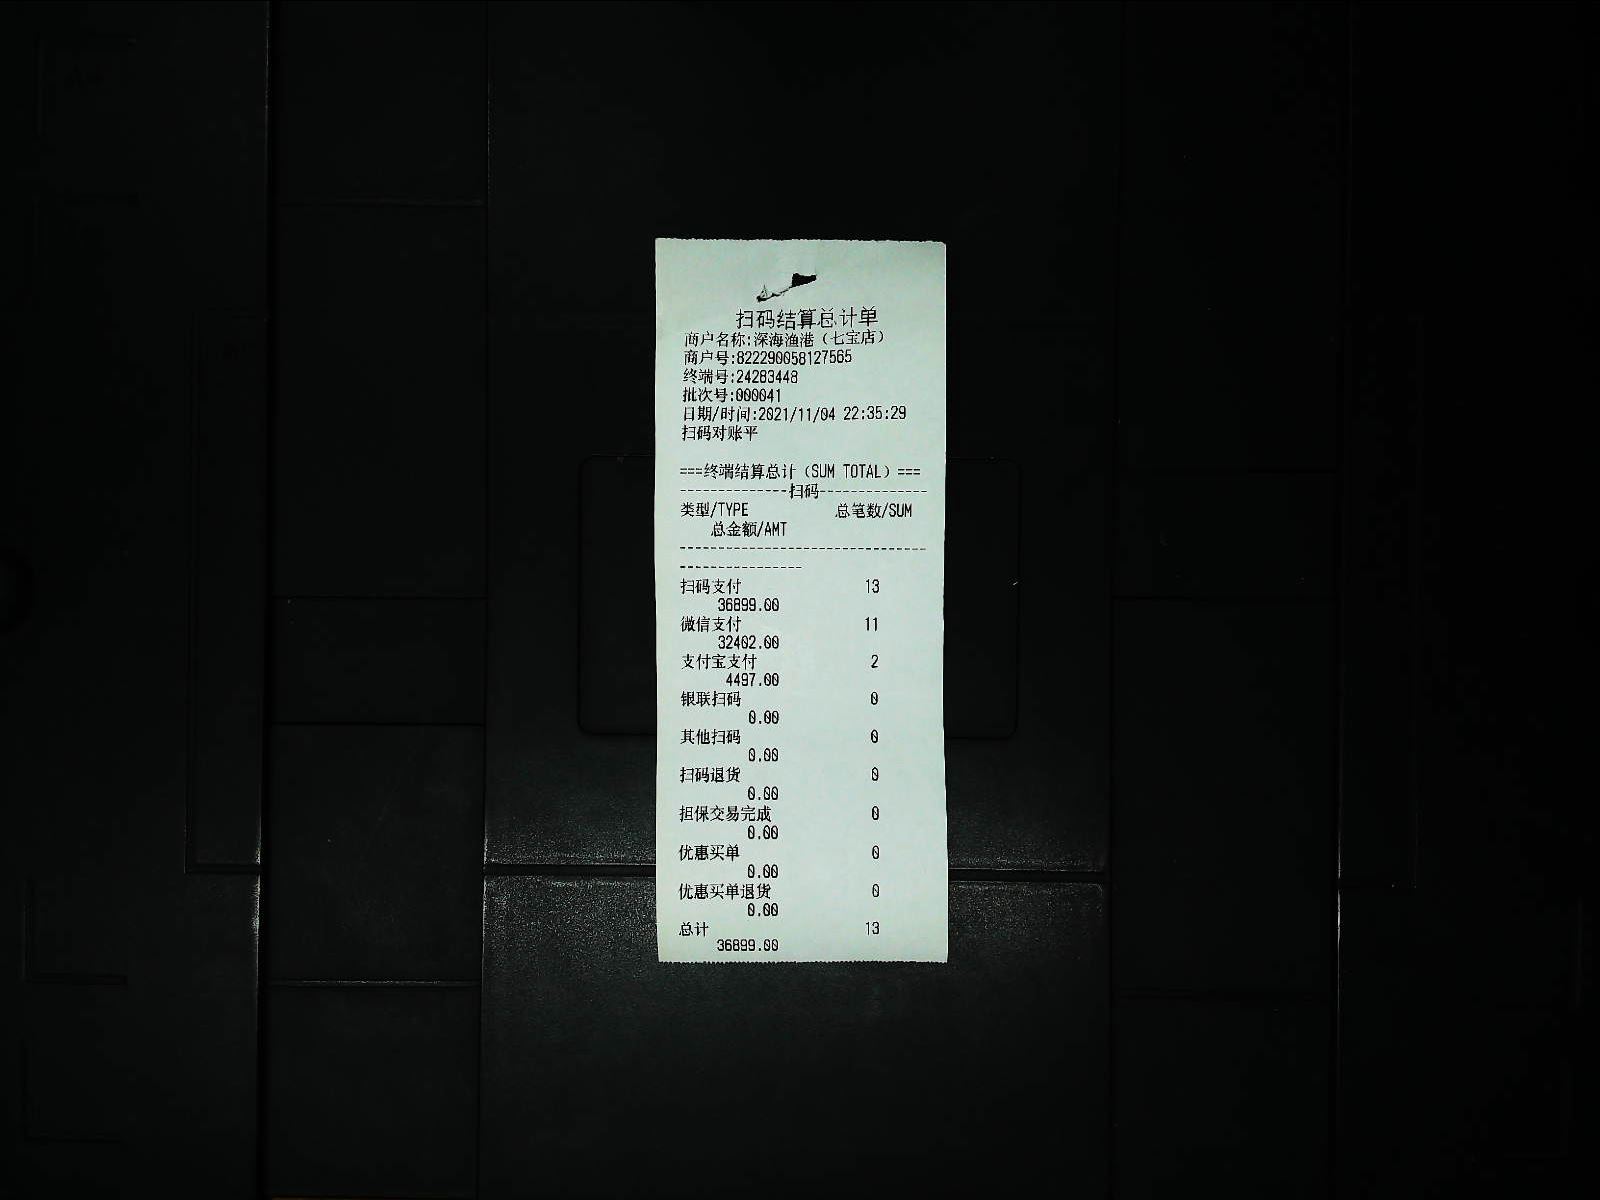 扫码结算总计单
商户名称:深海渔港（七宝店）
商户号:822290058127565
终端号:24283448
批次号:000041
日期/时间:2021/11/04 22:35:29
扫码对账平
===终端结算总计（SUM TOTAL）===
--------------扫码--------------
类型/TYPE 总笔数/SUM
总金额/AMT
--------------------------------
----------------
扫码支付 13
36899.00
微信支付 11
32402.00
支付宝支付 2
4497.00
银联扫码 0
0.00
其他扫码 0
0.00
扫码退货 0
0.00
担保交易完成 0
0.00
优惠买单 0
0.00
优惠买单退货 0
0.00
总计 13
36899.00